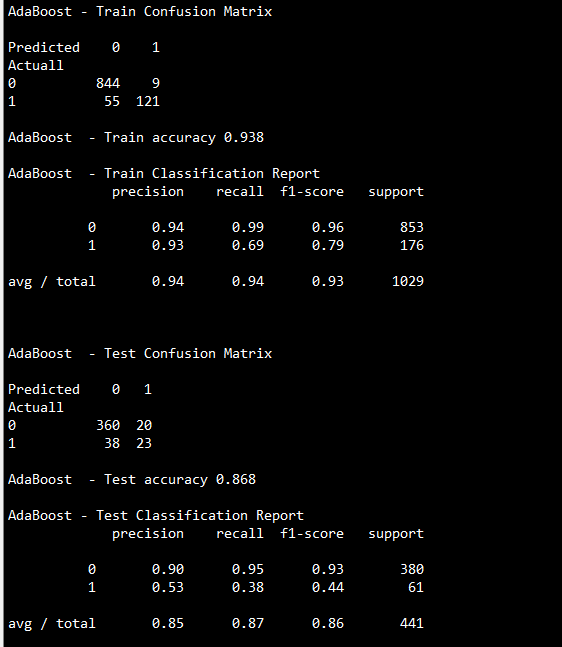 AdaBoost - Train Confusion Matrix
Predicted    0    1
Actuall
0          844    9
1           55  121
AdaBoost  - Train accuracy 0.938
AdaBoost  - Train Classification Report
             precision    recall  f1-score   support
          0       0.94      0.99      0.96       853
          1       0.93      0.69      0.79       176
avg / total       0.94      0.94      0.93      1029
AdaBoost  - Test Confusion Matrix
Predicted    0   1
Actuall
0          360  20
1           38  23
AdaBoost  - Test accuracy 0.868
AdaBoost - Test Classification Report
             precision    recall  f1-score   support
          0       0.90      0.95      0.93       380
          1       0.53      0.38      0.44        61
avg / total       0.85      0.87      0.86       441